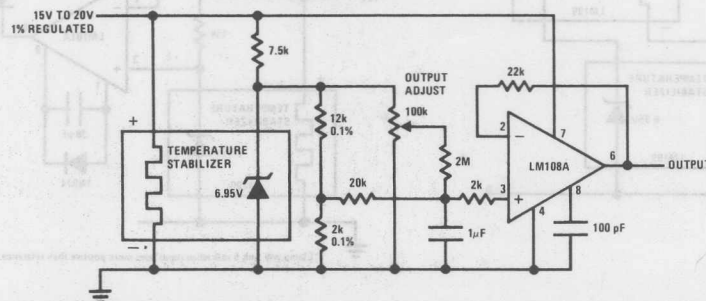 15V TO 20V
1% REGULATED
7.5k
OUTPUT
ADJUST
22k
+
12k
0.1%
100k
TEMPERATURE
STABILIZER
2
−
7
LM108A
6
OUTPUT
2M
6.95V
20k
2k
3
+
8
4
−
2k
0.1%
1µF
100 pF